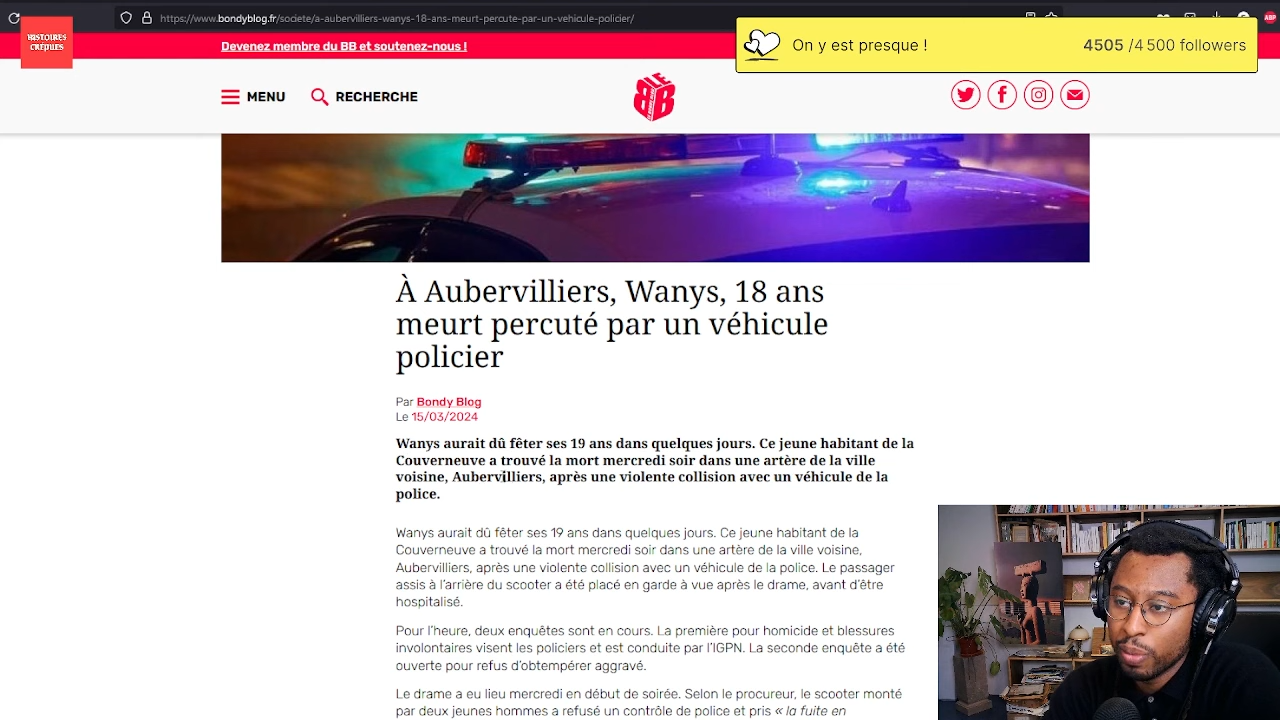 https://www.bondyblog.fr/societe/a-aubervilliers-wanys-18-ans-meurt-percute-par-un-vehicule-policier/
HISTOIRES
CRÉPUES
Devenez membre du BB et soutenez-nous !
On y est presque !
4505 /4 500 followers
MENU
RECHERCHE
À Aubervilliers, Wanys, 18 ans
meurt percuté par un véhicule
policier
Par Bondy Blog
Le 15/03/2024
Wanys aurait dû fêter ses 19 ans dans quelques jours. Ce jeune habitant de la
Couverneuve a trouvé la mort mercredi soir dans une artère de la ville
voisine, Aubervilliers, après une violente collision avec un véhicule de la
police.
Wanys aurait dû fêter ses 19 ans dans quelques jours. Ce jeune habitant de la
Couverneuve a trouvé la mort mercredi soir dans une artère de la ville voisine,
Aubervilliers, après une violente collision avec un véhicule de la police. Le passager
assis à l'arrière du scooter a été placé en garde à vue après le drame, avant d'être
hospitalisé.
Pour l'heure, deux enquêtes sont en cours. La première pour homicide et blessures
involontaires visent les policiers et est conduite par l'IGPN. La seconde enquête a été
ouverte pour refus d'obtempérer aggravé.
Le drame a eu lieu mercredi en début de soirée. Selon le procureur, le scooter monté
par deux jeunes hommes a refusé un contrôle de police et pris « la fuite en